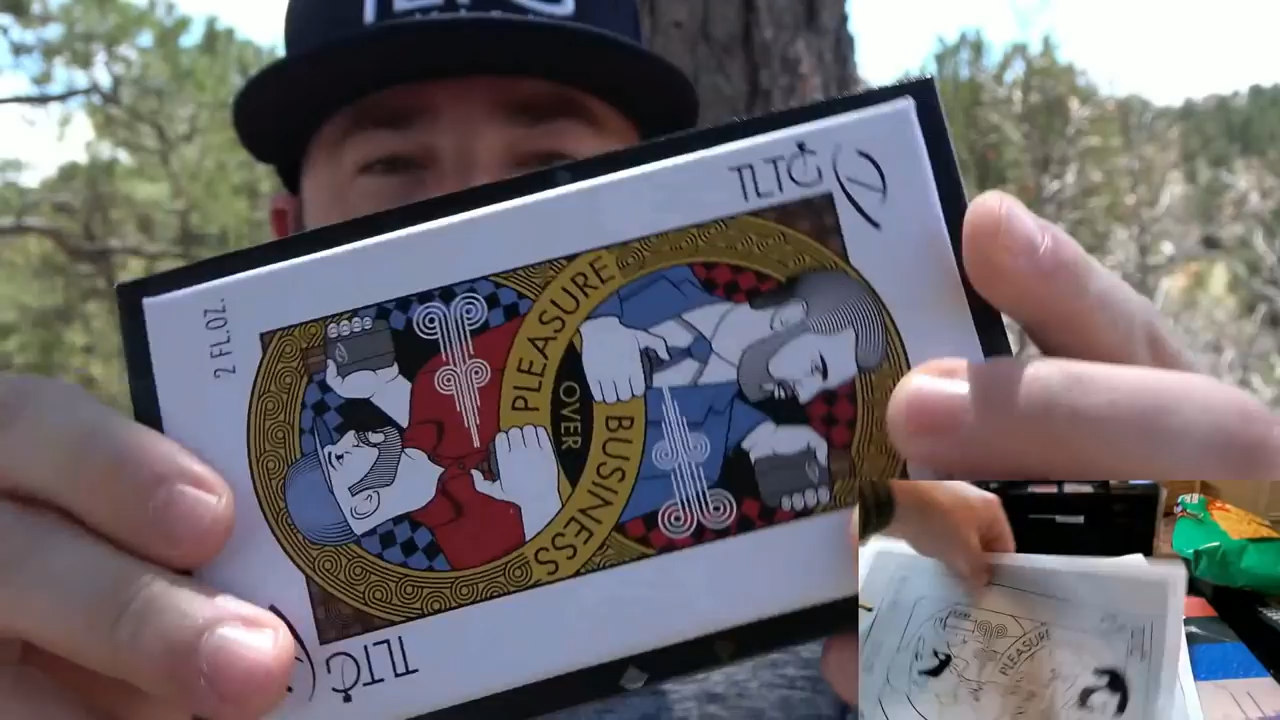 TLTC
2 FL.OZ.
PLEASURE
OVER
BUSINESS
TLTC
PLEASURE